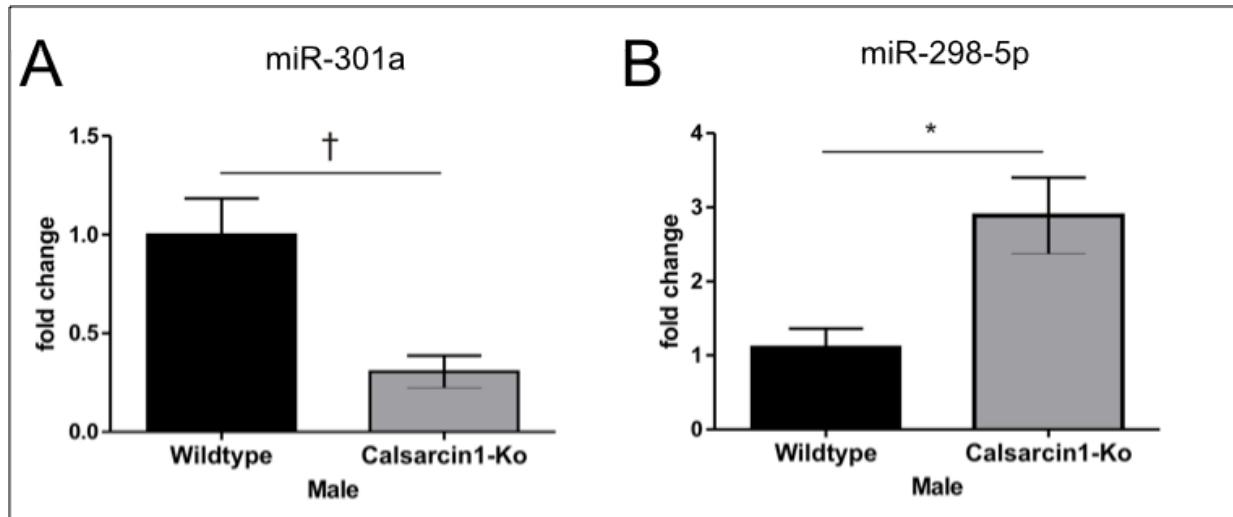 A
miR-301a
†
fold change
1.5
1.0
0.5
0.0
Wildtype
Calsarcin1-Ko
Male
B
miR-298-5p
*
fold change
4
3
2
1
0
Wildtype
Calsarcin1-Ko
Male